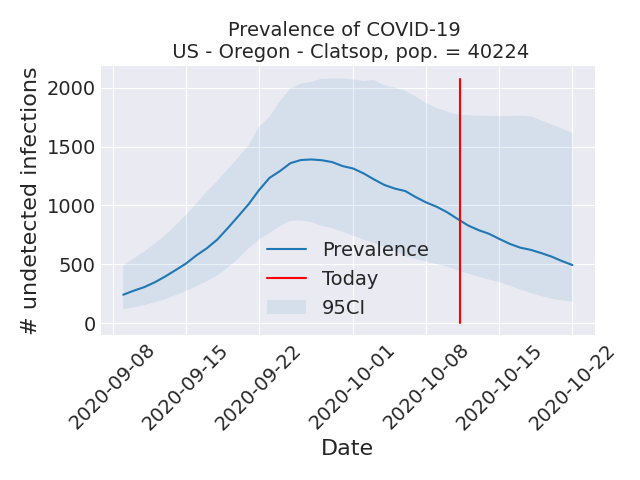 Prevalence of COVID-19
US - Oregon - Clatsop, pop. = 40224
# undetected infections
2000
1500
1000
500
0
Prevalence
Today
95CI
2020-09-08
2020-09-15
2020-09-22
2020-10-01
2020-10-08
2020-10-15
2020-10-22
Date